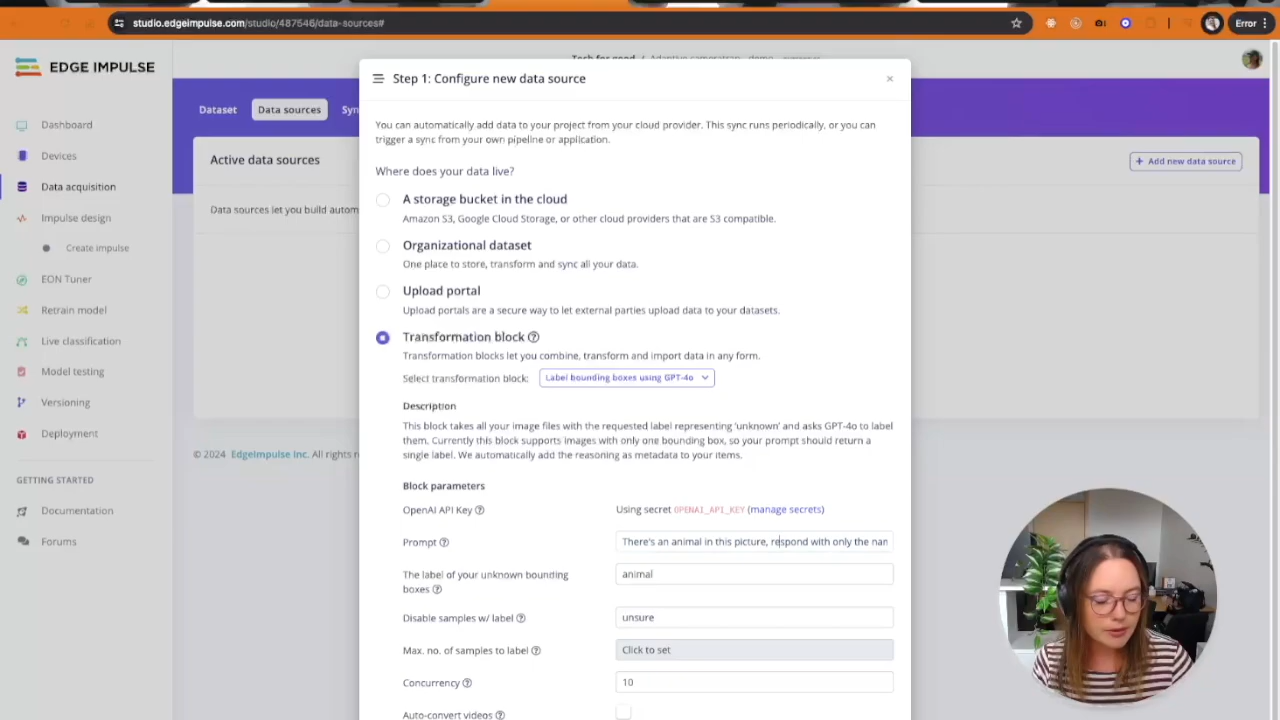 studio.edgeimpulse.com/studio/487546/data-sources#
Error
EDGE IMPULSE
Dashboard
Devices
Data acquisition
Impulse design
Create impulse
EON Tuner
Retrain model
Live classification
Model testing
Versioning
Deployment
GETTING STARTED
Documentation
Forums
Dataset
Data sources
Active data sources
+ Add new data source
Data sources let you build autom
© 2024 EdgeImpulse Inc. All rights r
Step 1: Configure new data source
×
You can automatically add data to your project from your cloud provider. This sync runs periodically, or you can
trigger a sync from your own pipeline or application.
Where does your data live?
A storage bucket in the cloud
Amazon S3, Google Cloud Storage, or other cloud providers that are S3 compatible.
Organizational dataset
One place to store, transform and sync all your data.
Upload portal
Upload portals are a secure way to let external parties upload data to your datasets.
Transformation block ?
Transformation blocks let you combine, transform and import data in any form.
Select transformation block: Label bounding boxes using GPT-4o
Description
This block takes all your image files with the requested label representing 'unknown' and asks GPT-4o to label
them. Currently this block supports images with only one bounding box, so your prompt should return a
single label. We automatically add the reasoning as metadata to your items.
Block parameters
OpenAI API Key ? Using secret OPENAI_API_KEY (manage secrets)
Prompt ? There's an animal in this picture, respond with only the nan
The label of your unknown bounding
boxes ? animal
Disable samples w/ label ? unsure
Max. no. of samples to label ? Click to set
Concurrency ? 10
Auto-convert videos ?